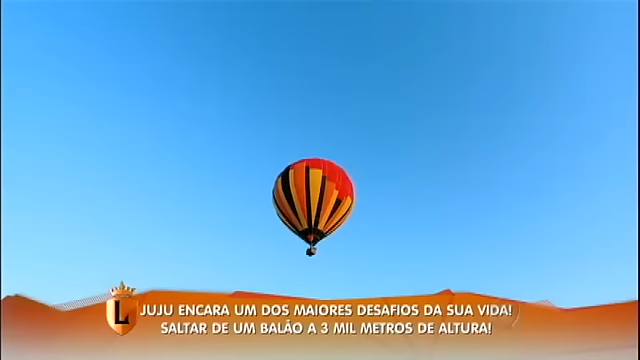 L
JUJU ENCARA UM DOS MAIORES DESAFIOS DA SUA VIDA!
SALTAR DE UM BALÃO A 3 MIL METROS DE ALTURA!